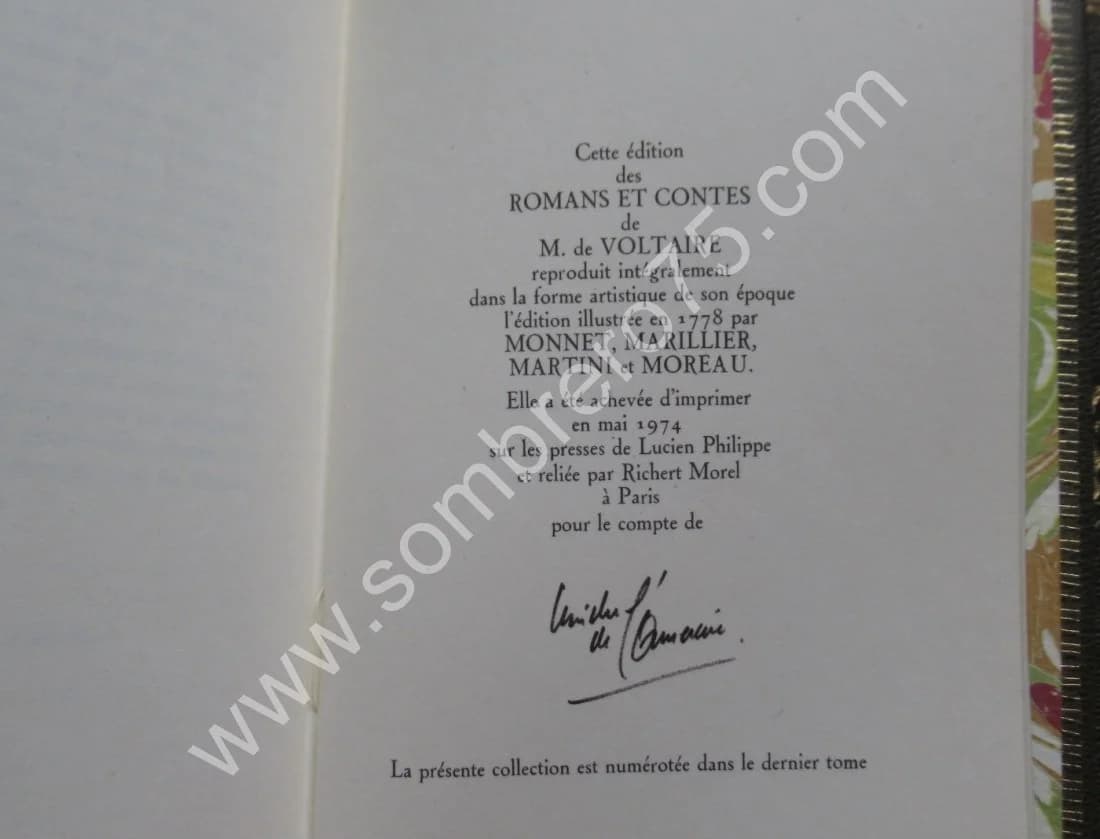 Cette édition
des
ROMANS ET CONTES
de
M. de VOLTAIRE
reproduit intégralement
dans la forme artistique de son époque
l'édition illustrée en 1778 par
MONNET, MARILLIER,
MARTINI et MOREAU.
Elle a été achevée d'imprimer
en mai 1974
sur les presses de Lucien Philippe
et reliée par Richert Morel
à Paris
pour le compte de
de
La présente collection est numérotée dans le dernier tome
www.sombrero75.com